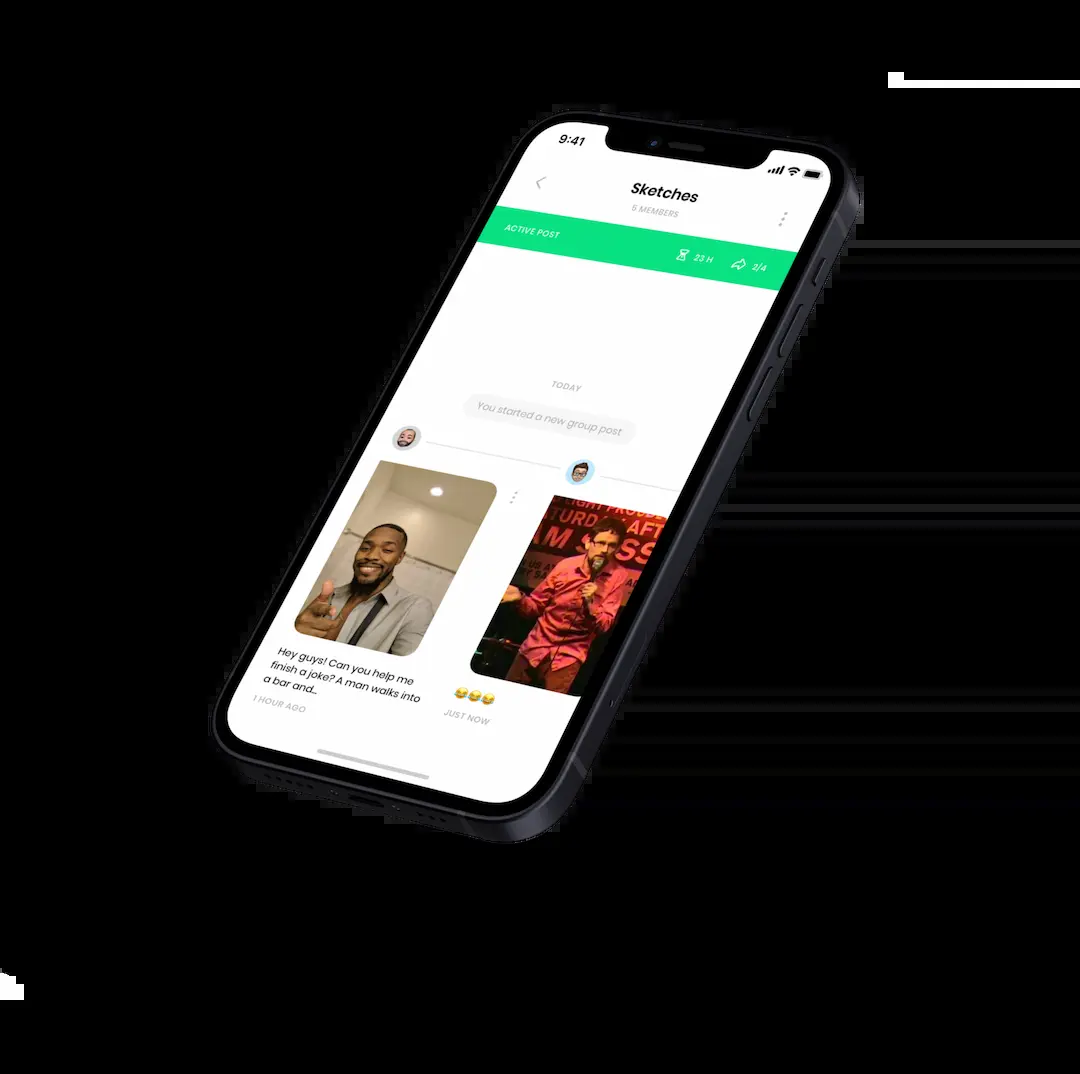 9:41
Sketches
5 MEMBERS
ACTIVE POST
23 H
2/4
TODAY
You started a new group post
Hey guys! Can you help me
finish a joke? A man walks into
a bar and...
1 HOUR AGO
😂😂😂
JUST NOW